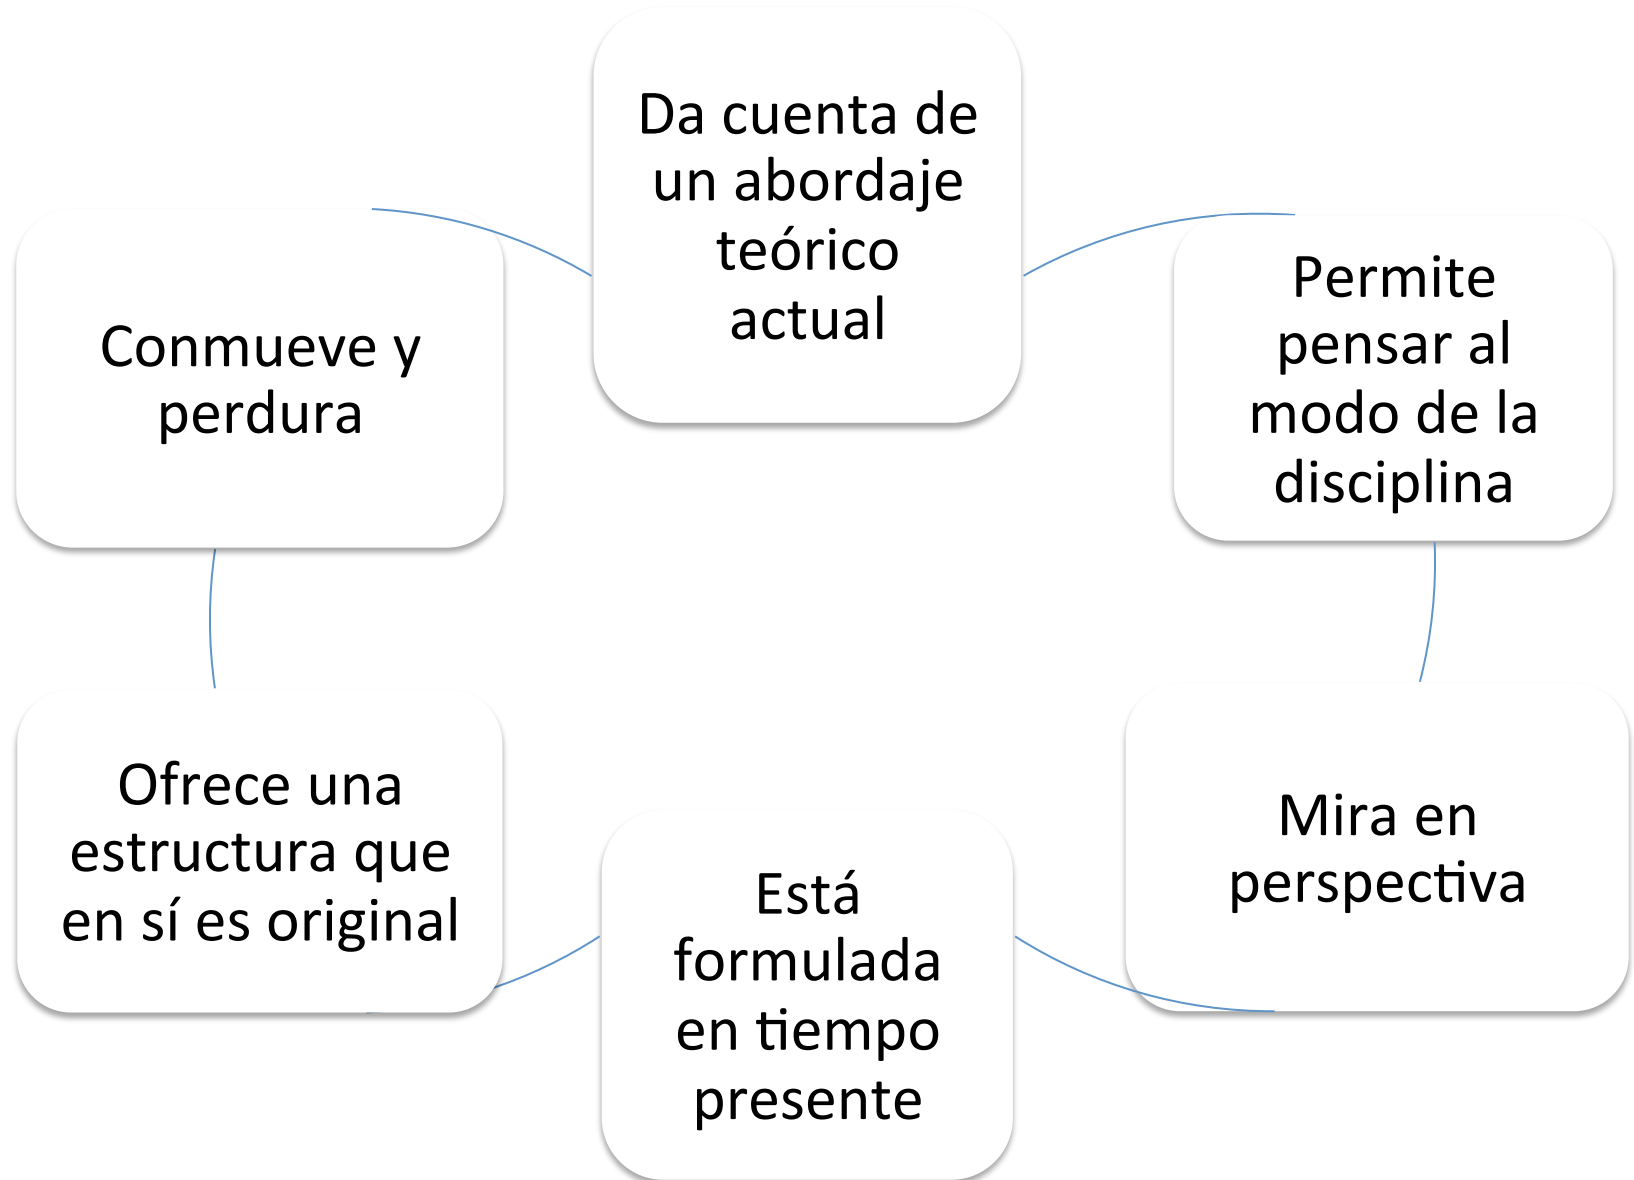 Da cuenta de
un abordaje
teórico
actual
Permite
pensar al
modo de la
disciplina
Mira en
perspectiva
Está
formulada
en tiempo
presente
Ofrece una
estructura que
en sí es original
Conmueve y
perdura